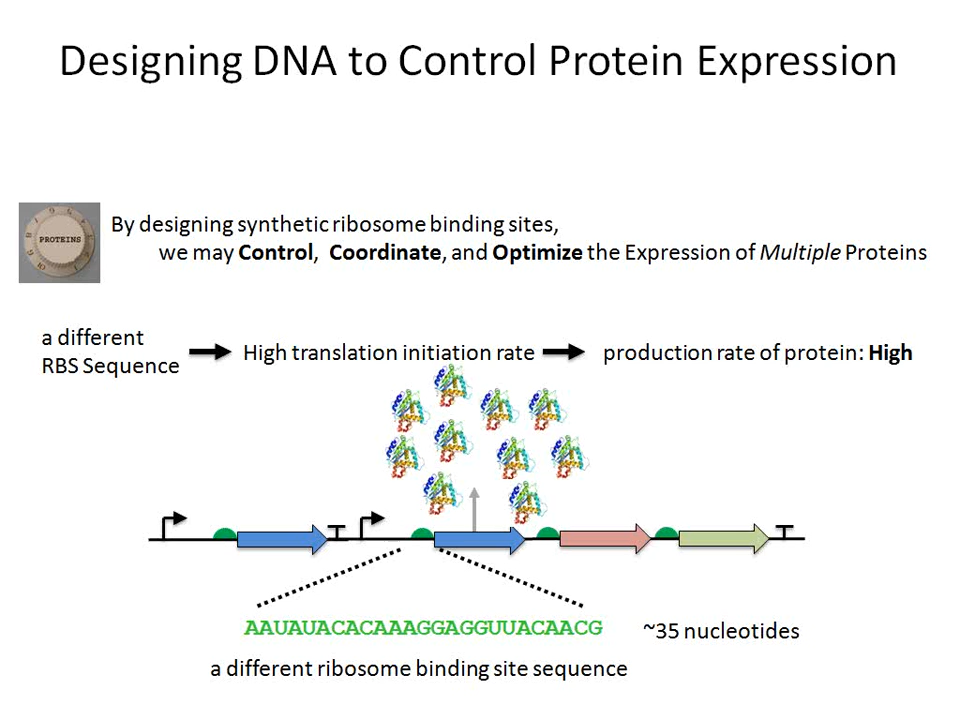 Designing DNA to Control Protein Expression
PROTEINS
By designing synthetic ribosome binding sites,
we may Control, Coordinate, and Optimize the Expression of Multiple Proteins
a different
RBS Sequence
High translation initiation rate
production rate of protein: High
AAUAUACACAAAGGAGGUUACAACG
~35 nucleotides
a different ribosome binding site sequence